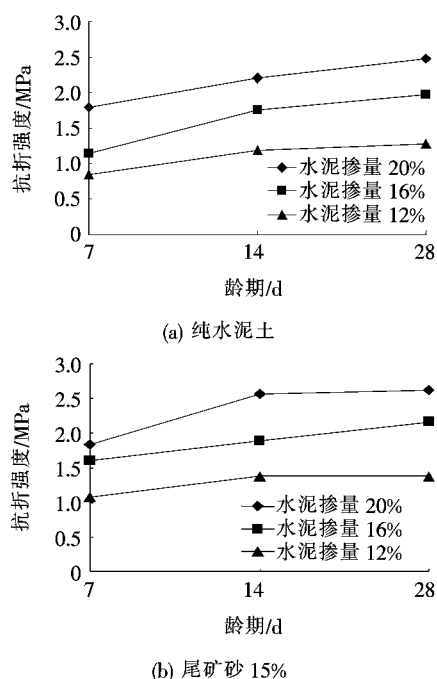 抗折强度/MPa
3.0
2.5
2.0
1.5
1.0
0.5
0
水泥掺量 20%
水泥掺量 16%
水泥掺量 12%
7 14 28
龄期/d
(a) 纯水泥土
抗折强度/MPa
3.0
2.5
2.0
1.5
1.0
0.5
0
水泥掺量 20%
水泥掺量 16%
水泥掺量 12%
7 14 28
龄期/d
(b) 尾矿砂 15%